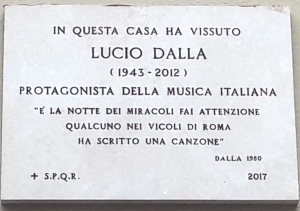 IN QUESTA CASA HA VISSUTO
LUCIO DALLA
(1943-2012)
PROTAGONISTA DELLA MUSICA ITALIANA
"È LA NOTTE DEI MIRACOLI FAI ATTENZIONE
QUALCUNO NEI VICOLI DI ROMA
HA SCRITTO UNA CANZONE"
DALLA 1980
+ S.P.Q.R. 2017